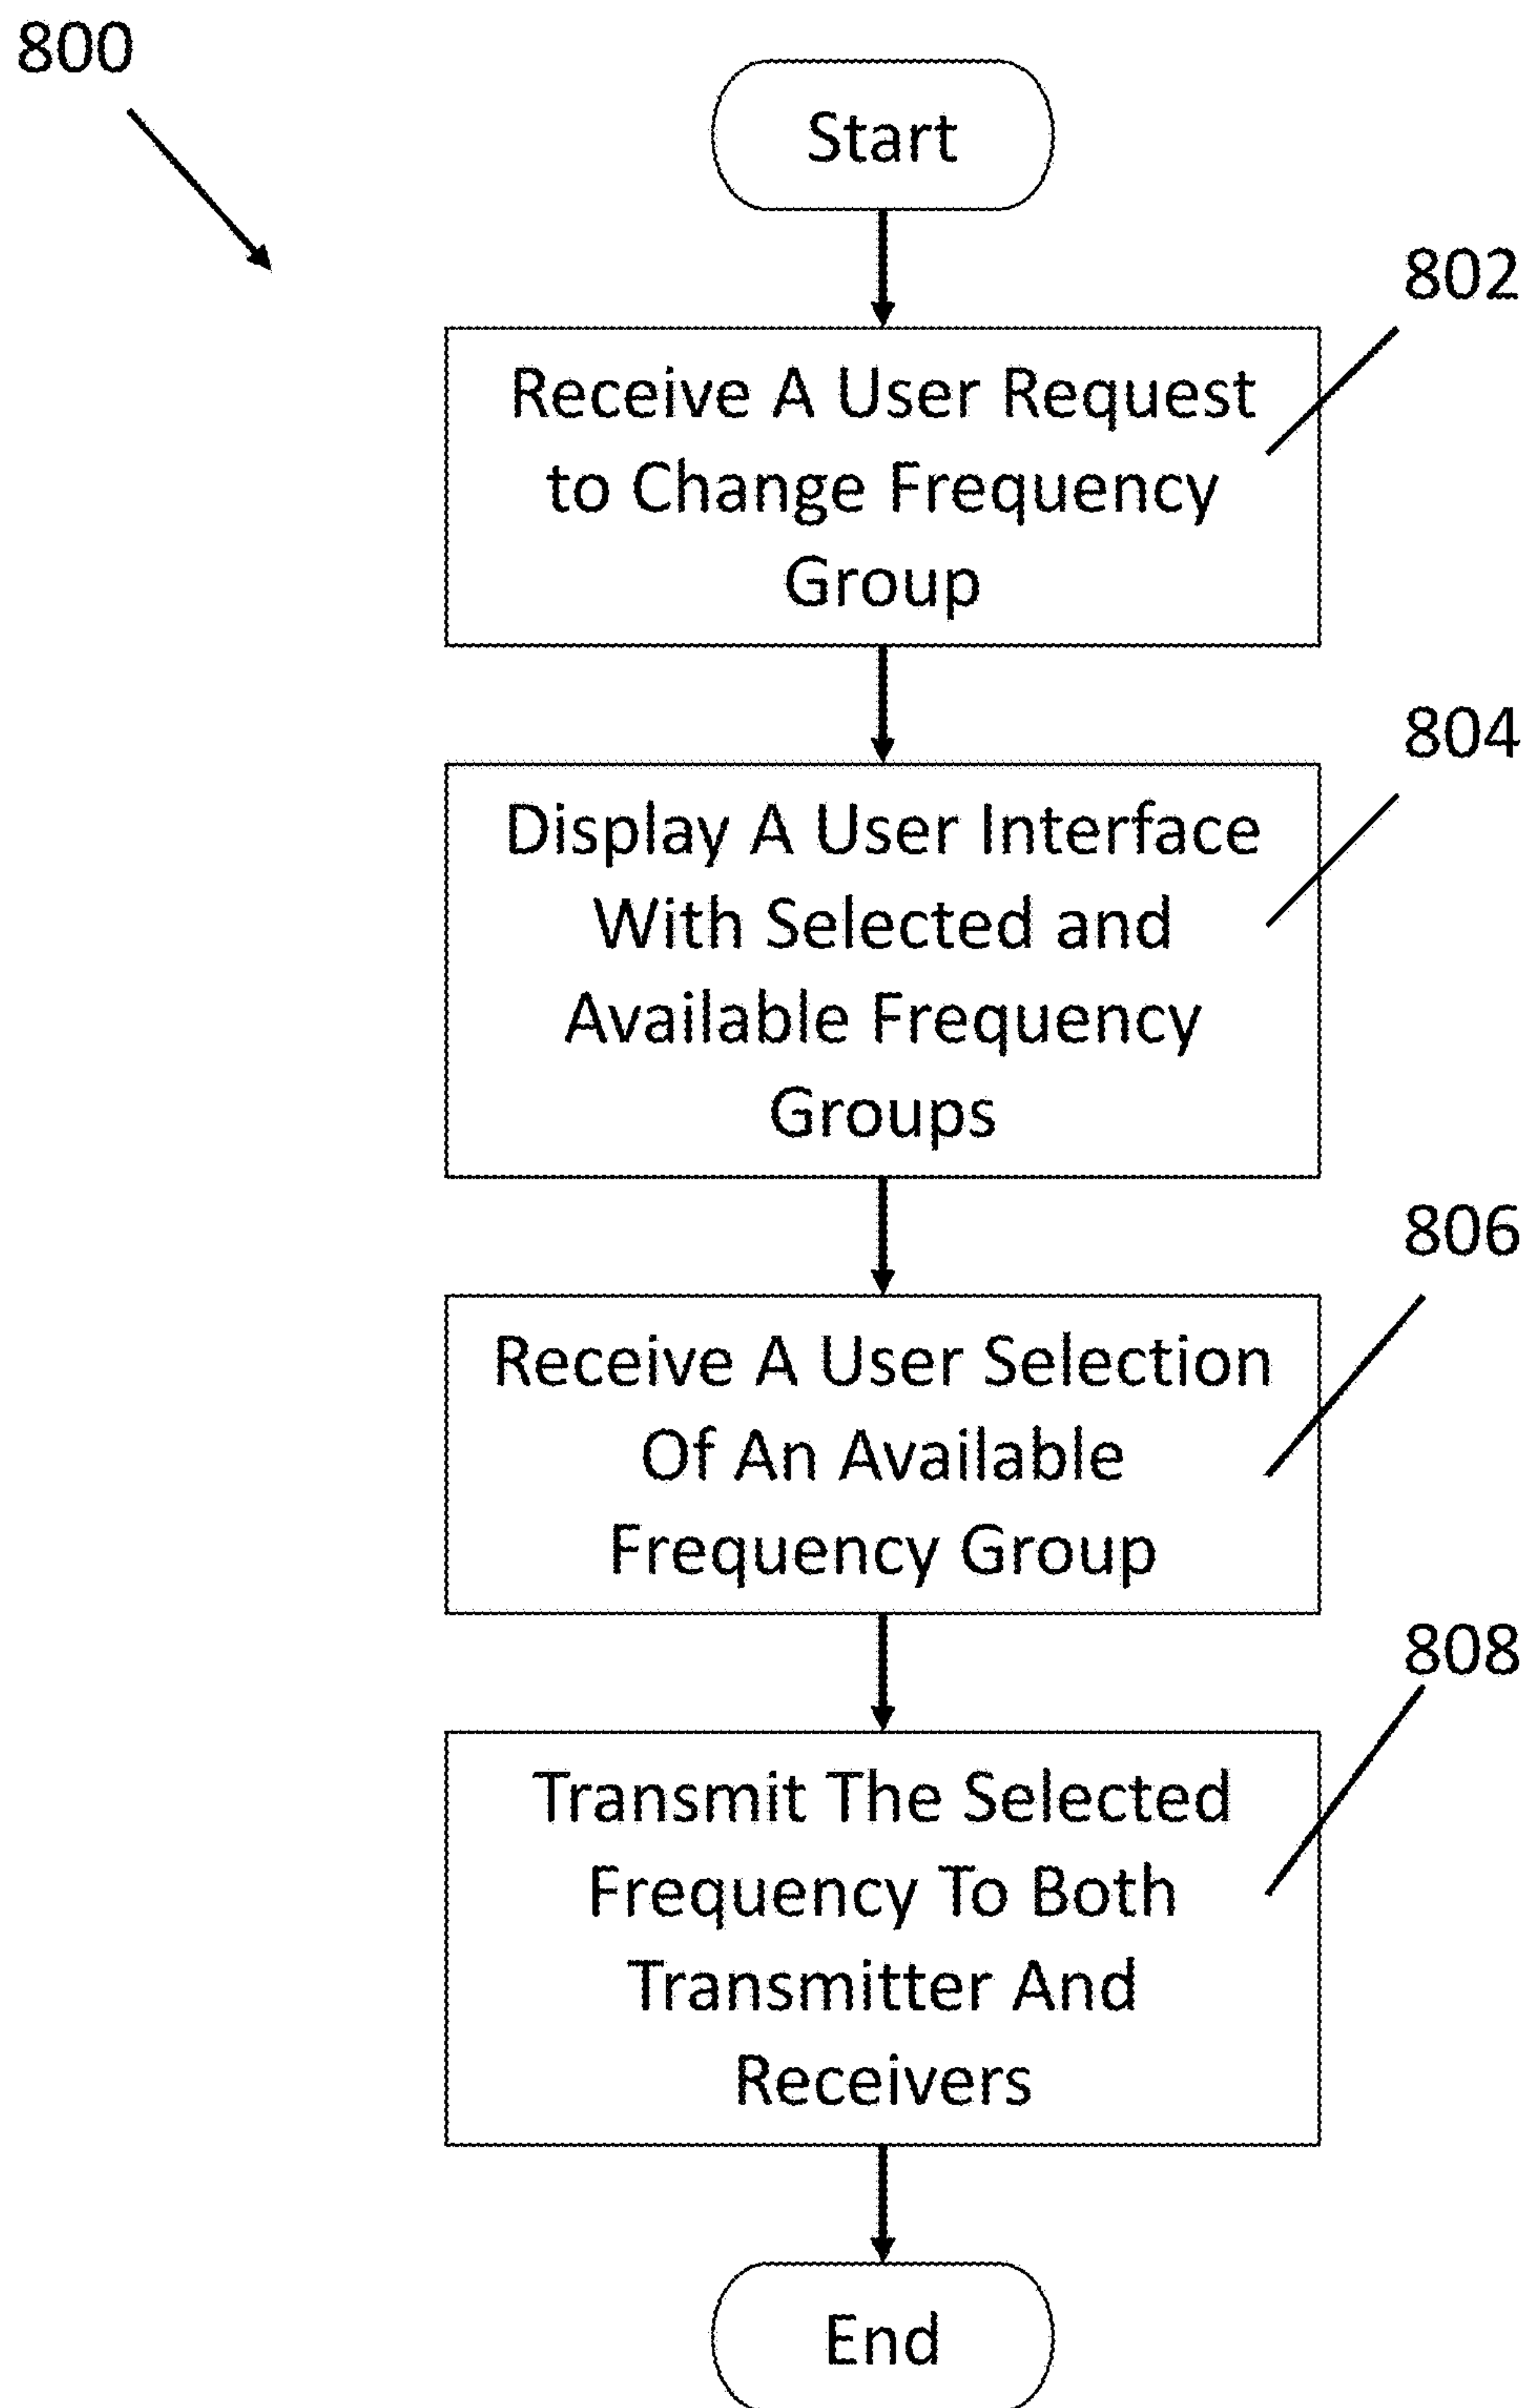 800
Start
802
Receive A User Request
to Change Frequency
Group
804
Display A User Interface
With Selected and
Available Frequency
Groups
806
Receive A User Selection
Of An Available
Frequency Group
808
Transmit The Selected
Frequency To Both
Transmitter And
Receivers
End